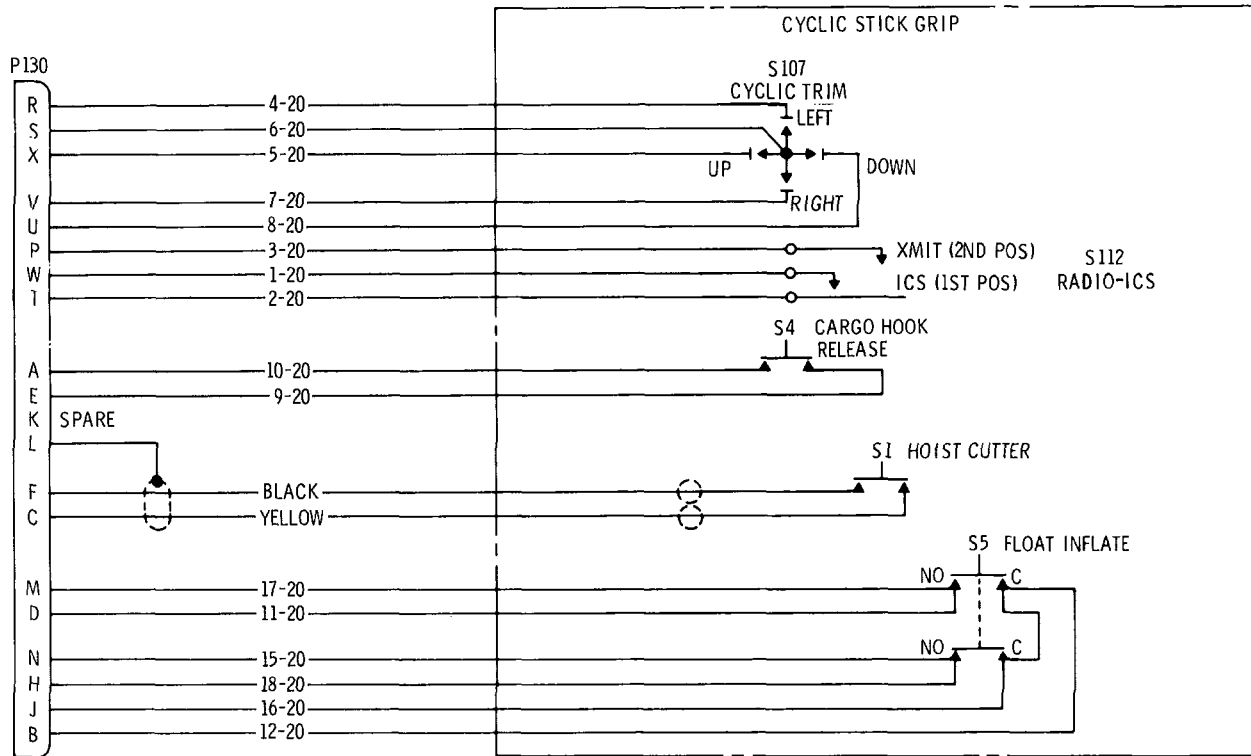 CYCLIC STICK GRIP
P130
S107
CYCLIC TRIM
R 4-20 LEFT
S 6-20
X 5-20 UP DOWN
V 7-20 RIGHT
U 8-20
P 3-20 XMIT (2ND POS) S112
W 1-20 ICS (1ST POS) RADIO-ICS
T 2-20
S4 CARGO HOOK
RELEASE
A 10-20
E 9-20
K SPARE
L
S1 HOIST CUTTER
F BLACK
C YELLOW
S5 FLOAT INFLATE
NO C
M 17-20
D 11-20
NO C
N 15-20
H 18-20
J 16-20
B 12-20